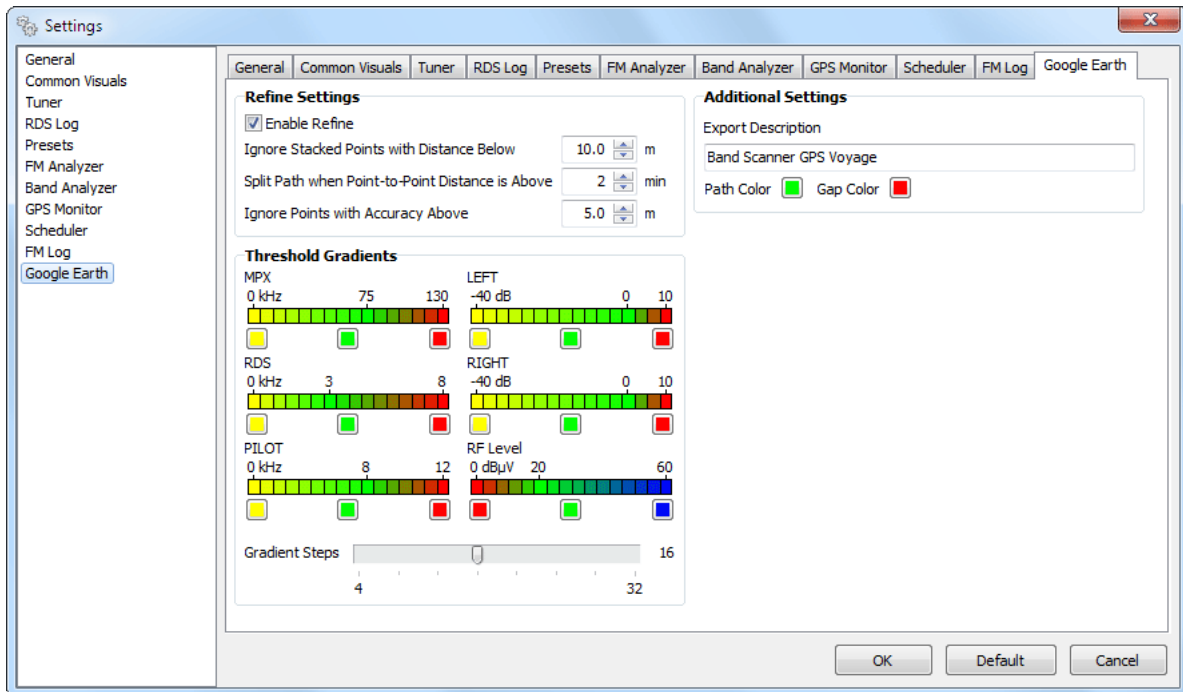 Settings
X
General
Common Visuals
Tuner
RDS Log
Presets
FM Analyzer
Band Analyzer
GPS Monitor
Scheduler
FM Log
Google Earth
General Common Visuals Tuner RDS Log Presets FM Analyzer Band Analyzer GPS Monitor Scheduler FM Log Google Earth
Refine Settings
Enable Refine
Ignore Stacked Points with Distance Below 10.0 m
Split Path when Point-to-Point Distance is Above 2 min
Ignore Points with Accuracy Above 5.0 m
Additional Settings
Export Description
Band Scanner GPS Voyage
Path Color Gap Color
Threshold Gradients
MPX
0 kHz 75 130
LEFT
-40 dB 0 10
RDS
0 kHz 3 8
RIGHT
-40 dB 0 10
PILOT
0 kHz 8 12
RF Level
0 dBµV 20 60
Gradient Steps 16
4 32
OK Default Cancel